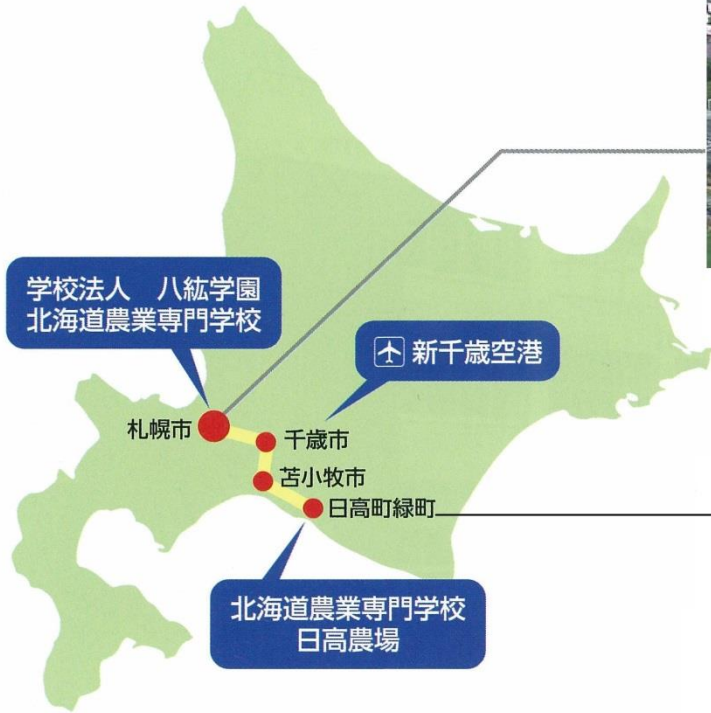 学校法人　八紘学園
北海道農業専門学校
新千歳空港
札幌市
千歳市
苫小牧市
日高町緑町
北海道農業専門学校
日高農場